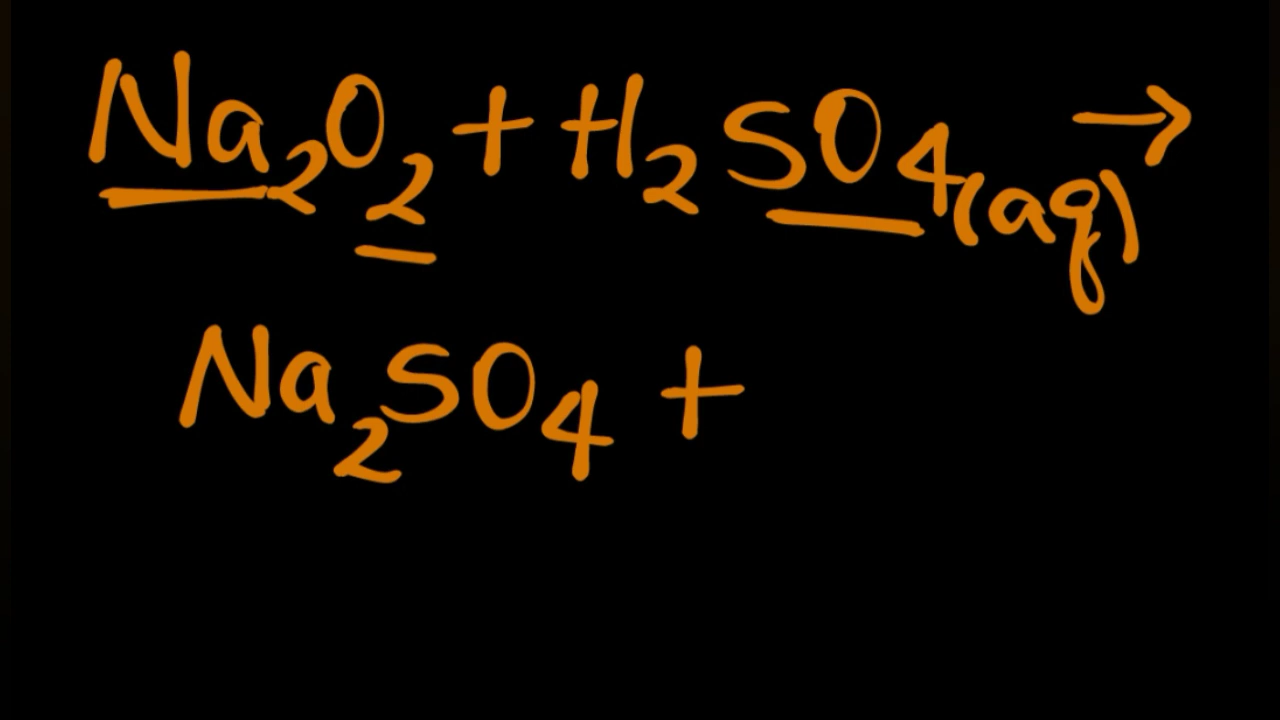 Na₂O₂ + H₂SO₄(aq) →
Na₂SO₄ +